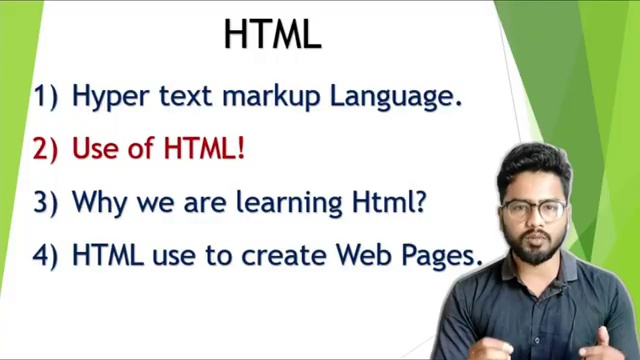 HTML
1) Hyper text markup Language.
2) Use of HTML!
3) Why we are learning Html?
4) HTML use to create Web Pages.